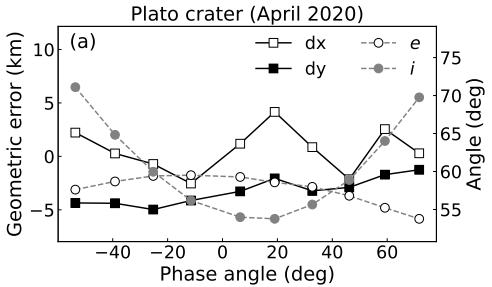 Plato crater (April 2020)
(a)
dx
dy
e
i
Geometric error (km)
10
5
0
−5
Angle (deg)
75
70
65
60
55
−40 −20 0 20 40 60
Phase angle (deg)